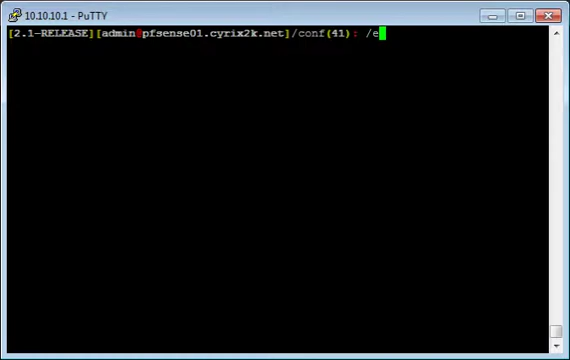 10.10.10.1 - PuTTY
[2.1-RELEASE][admin@pfsense01.cyrix2k.net]/conf(41): /e